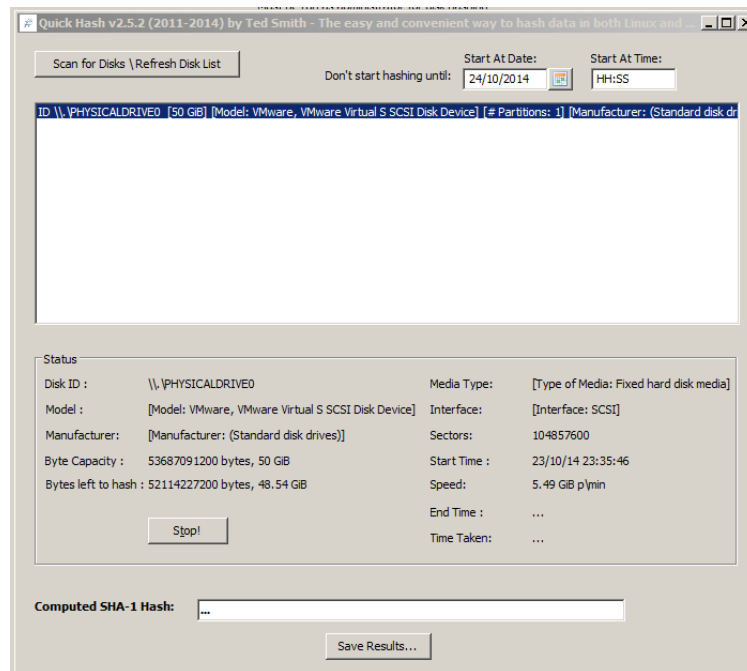 Quick Hash v2.5.2 (2011-2014) by Ted Smith - The easy and convenient way to hash data in both Linux and ...
Scan for Disks \ Refresh Disk List
Don't start hashing until:
Start At Date:
24/10/2014
Start At Time:
HH:SS
ID \\.\PHYSICALDRIVE0 [50 GiB] [Model: VMware, VMware Virtual S SCSI Disk Device] [# Partitions: 1] [Manufacturer: (Standard disk dri
Status
Disk ID : \\.\PHYSICALDRIVE0
Model : [Model: VMware, VMware Virtual S SCSI Disk Device]
Manufacturer: [Manufacturer: (Standard disk drives)]
Byte Capacity : 53687091200 bytes, 50 GiB
Bytes left to hash : 52114227200 bytes, 48.54 GiB
Stop!
Media Type: [Type of Media: Fixed hard disk media]
Interface: [Interface: SCSI]
Sectors: 104857600
Start Time : 23/10/14 23:35:46
Speed: 5.49 GiB p\min
End Time : ...
Time Taken: ...
Computed SHA-1 Hash: ...
Save Results...